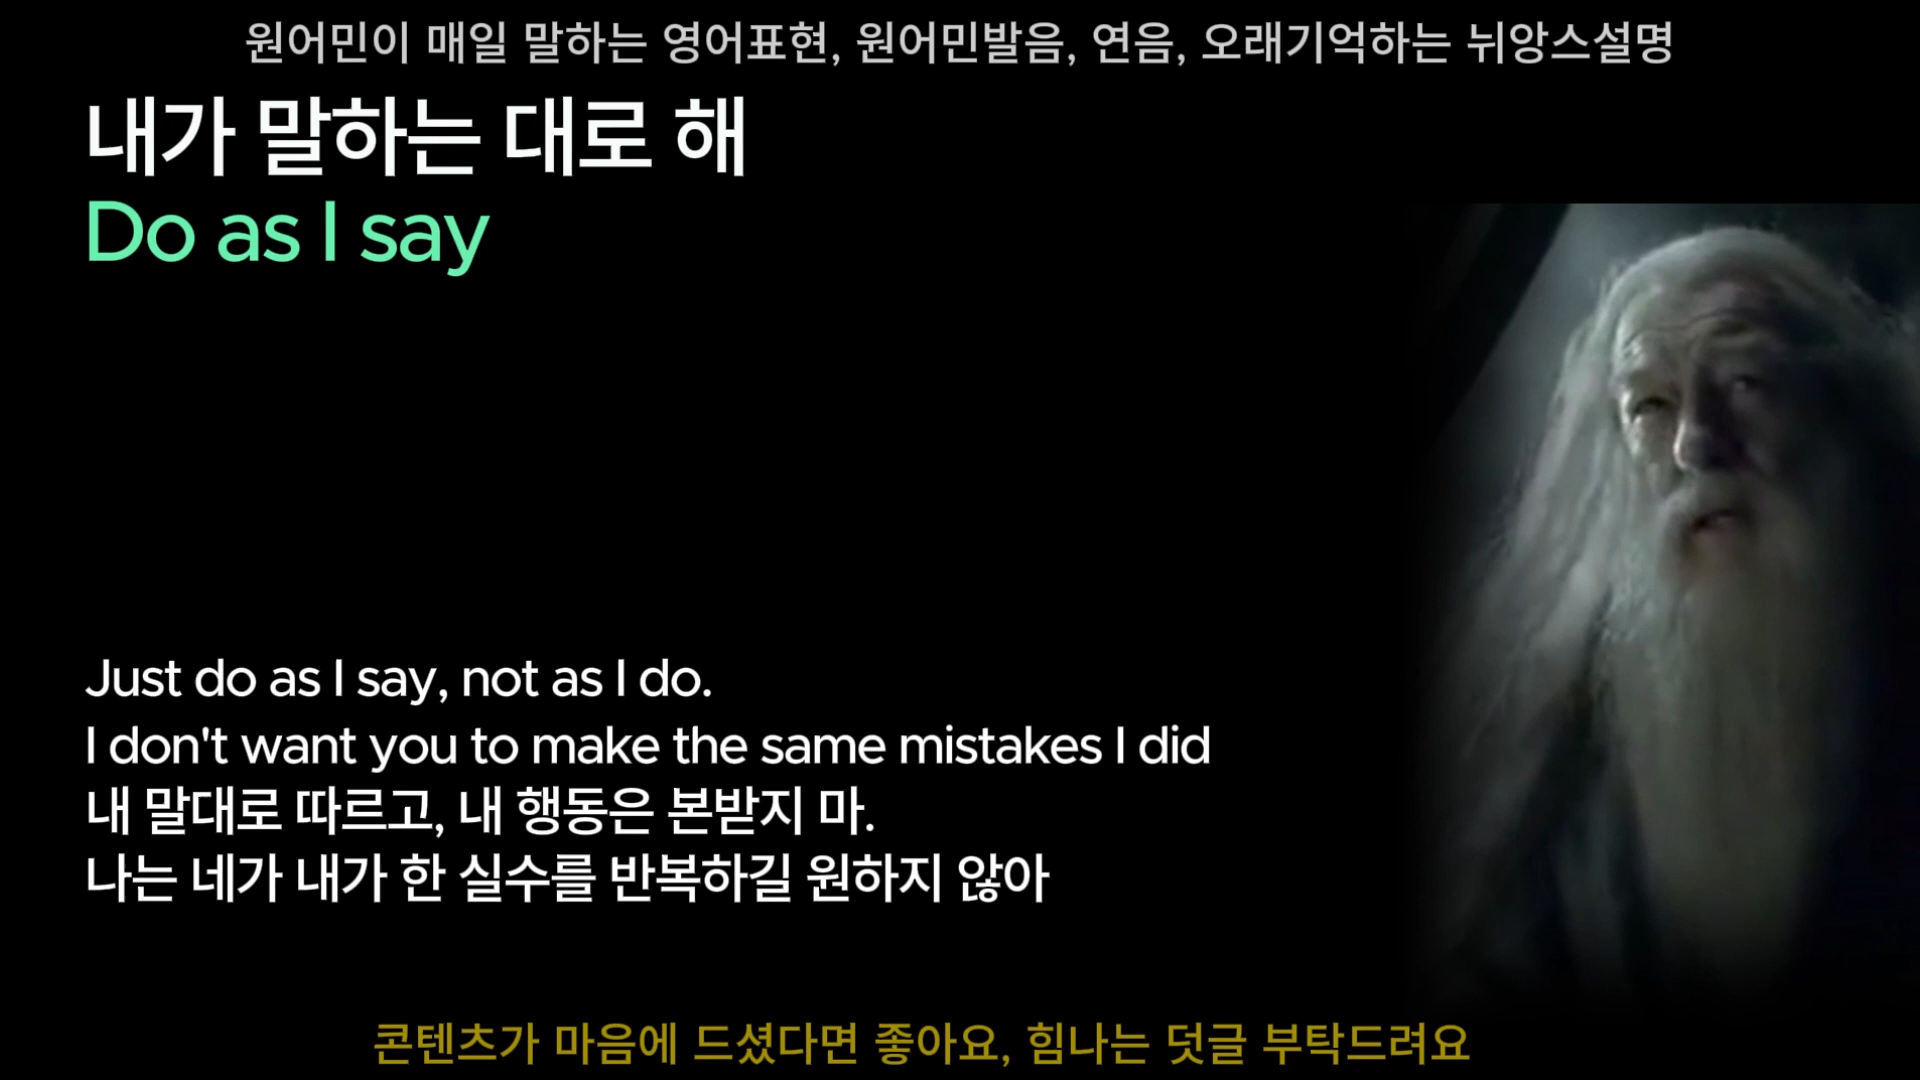 원어민이 매일 말하는 영어표현, 원어민발음, 연음, 오래기억하는 뉘앙스설명
내가 말하는 대로 해
Do as I say
Just do as I say, not as I do.
I don't want you to make the same mistakes I did
내 말대로 따르고, 내 행동은 본받지 마.
나는 네가 내가 한 실수를 반복하길 원하지 않아
콘텐츠가 마음에 드셨다면 좋아요, 힘나는 덧글 부탁드려요